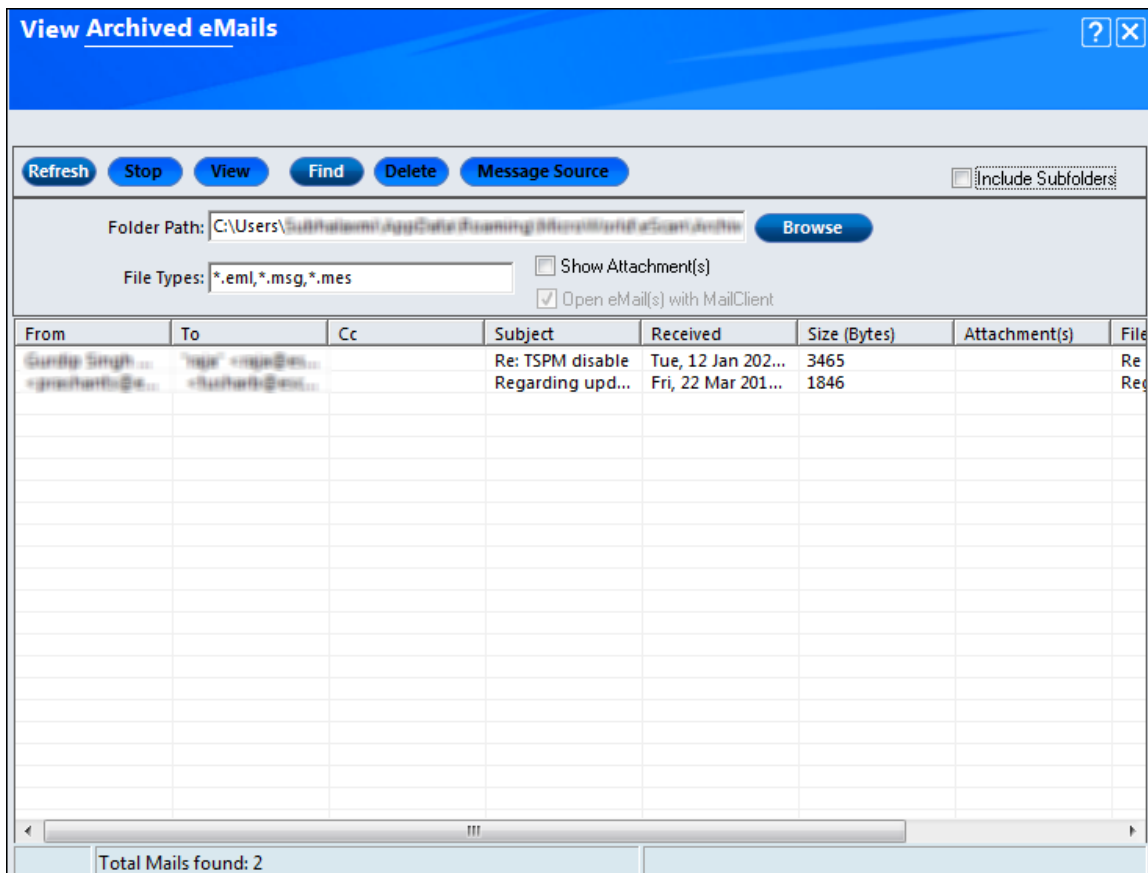 View Archived eMails
? X
Refresh Stop View Find Delete Message Source Include Subfolders
Folder Path: C:\Users\ Browse
File Types: *.eml,*.msg,*.mes Show Attachment(s)
Open eMail(s) with MailClient
From To Cc Subject Received Size (Bytes) Attachment(s) File
Re: TSPM disable Tue, 12 Jan 202... 3465 Re
Regarding upd... Fri, 22 Mar 201... 1846 Reg
Total Mails found: 2